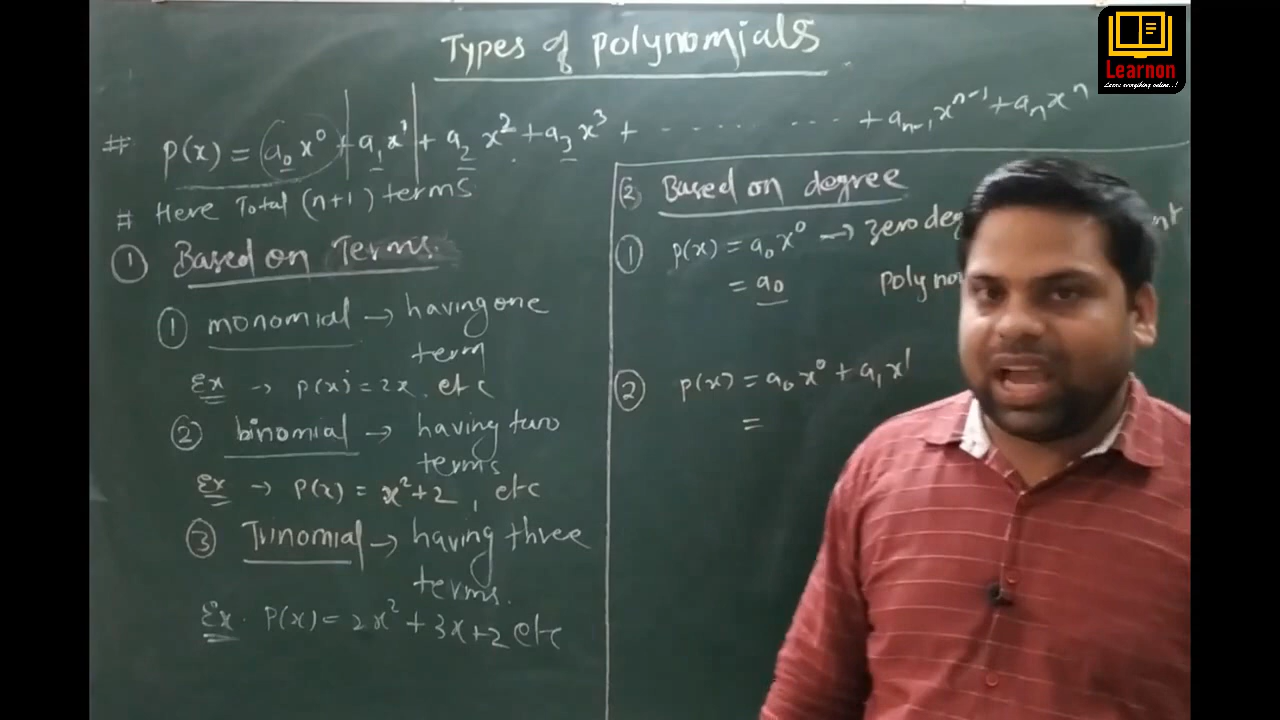 Types of polynomials
# P(x) = a₀x⁰ + a₁x¹ + a₂x² + a₃x³ + ............ + aₙ₋₁xⁿ⁻¹ + aₙxⁿ
# Here Total (n+1) terms
① Based on Terms.
① monomial → having one
term
Ex → P(x) = 2x, etc
② binomial → having two
terms
Ex → P(x) = x²+2, etc
③ Trinomial → having three
terms.
Ex. P(x) = 2x² + 3x+2 etc
② Based on degree
① P(x) = a₀x⁰ → zero
= a₀
② P(x) = a₀x⁰ + a₁x¹
=
Learnon
Learn everything online..!